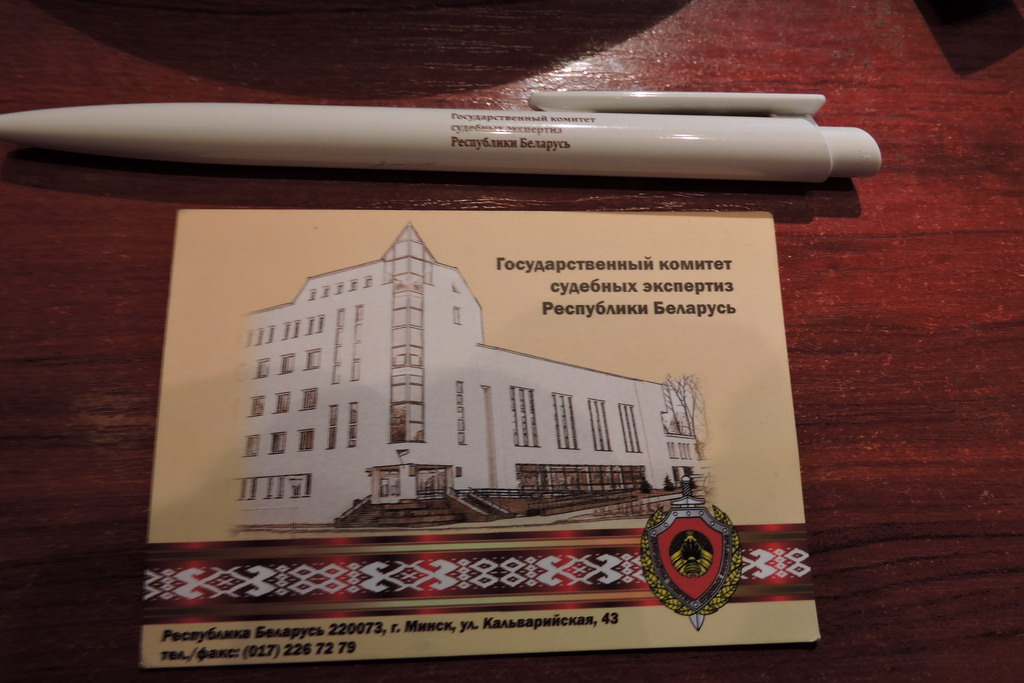 Государственный комитет
судебных экспертиз
Республики Беларусь
Государственный комитет
судебных экспертиз
Республики Беларусь
Республика Беларусь 220073, г. Минск, ул. Кальварийская, 43
тел./факс: (017) 226 72 79